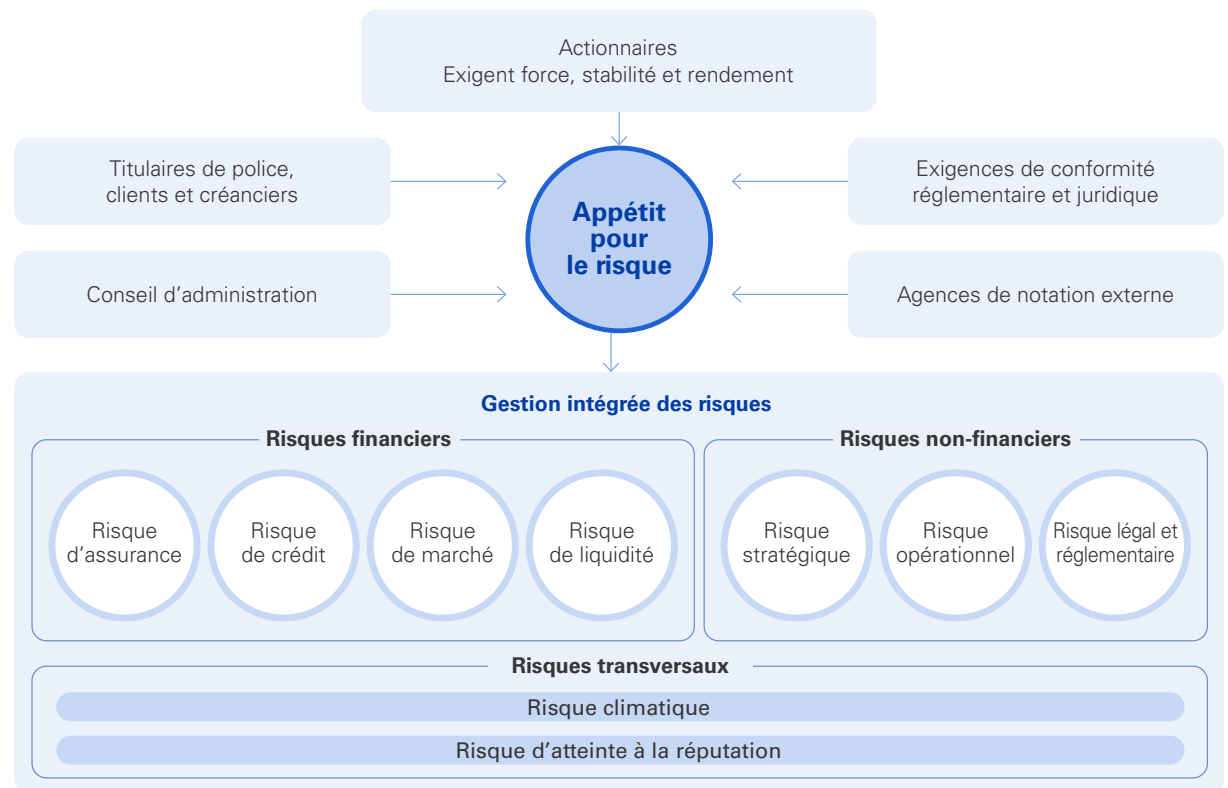 Actionnaires
Exigent force, stabilité et rendement
Titulaires de police,
clients et créanciers
Exigences de conformité
réglementaire et juridique
Appétit
pour
le risque
Conseil d’administration
Agences de notation externe
Gestion intégrée des risques
Risques financiers
Risques non-financiers
Risque
d’assurance
Risque
de crédit
Risque
de marché
Risque
de liquidité
Risque
stratégique
Risque
opérationnel
Risque légal et
réglementaire
Risques transversaux
Risque climatique
Risque d’atteinte à la réputation